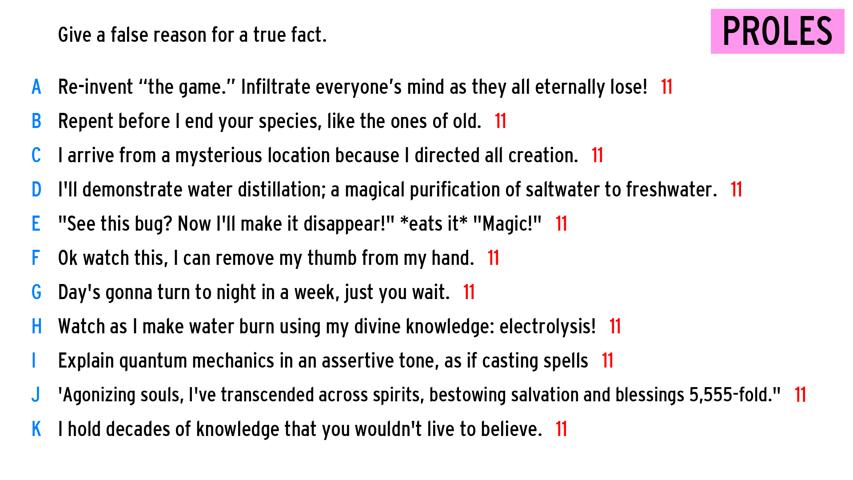 Give a false reason for a true fact.
PROLES
A Re-invent “the game.” Infiltrate everyone’s mind as they all eternally lose! 11
B Repent before I end your species, like the ones of old. 11
C I arrive from a mysterious location because I directed all creation. 11
D I'll demonstrate water distillation; a magical purification of saltwater to freshwater. 11
E "See this bug? Now I'll make it disappear!" *eats it* "Magic!" 11
F Ok watch this, I can remove my thumb from my hand. 11
G Day's gonna turn to night in a week, just you wait. 11
H Watch as I make water burn using my divine knowledge: electrolysis! 11
I Explain quantum mechanics in an assertive tone, as if casting spells 11
J 'Agonizing souls, I've transcended across spirits, bestowing salvation and blessings 5,555-fold." 11
K I hold decades of knowledge that you wouldn't live to believe. 11